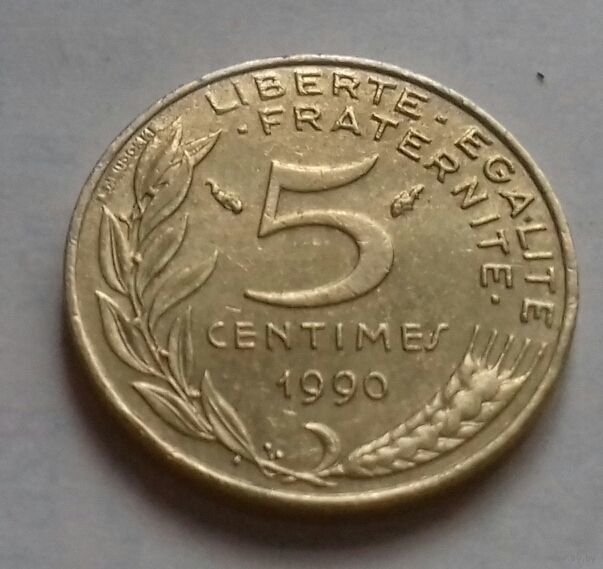 LIBERTE · EGALITE
· FRATERNITE ·
5
CENTIMES
1990